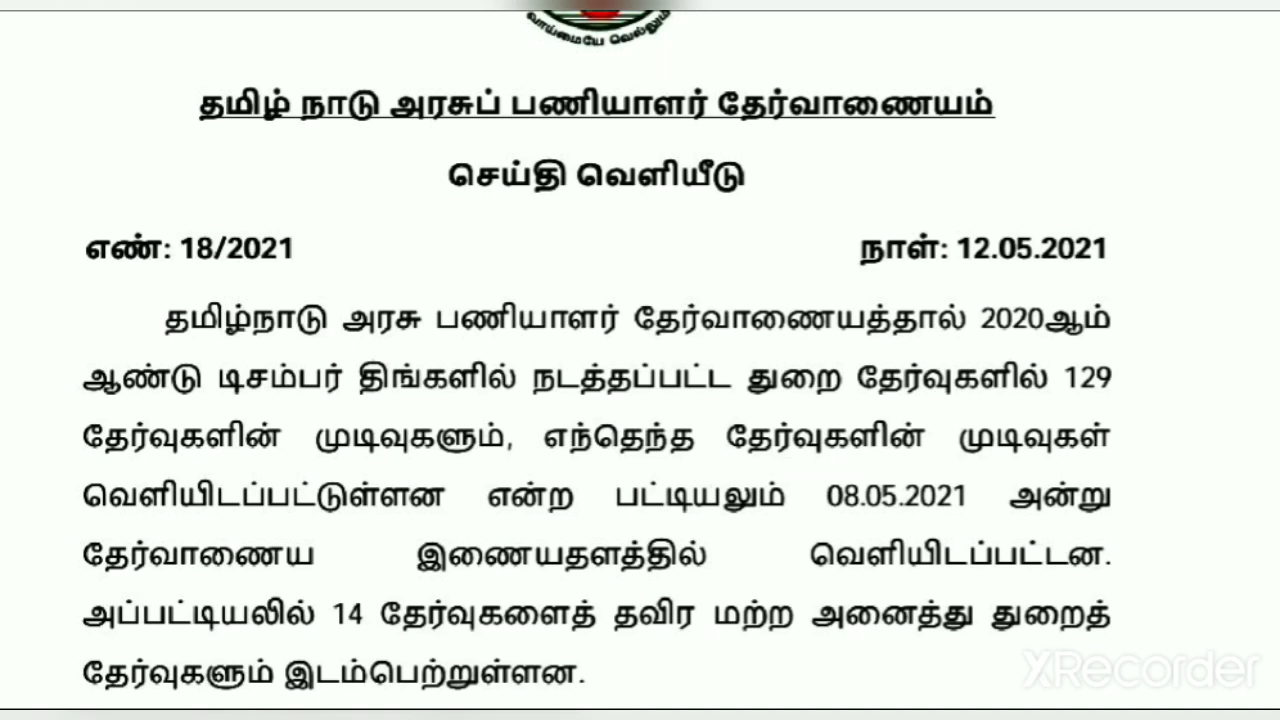 வாய்மையே வெல்லும்
தமிழ் நாடு அரசுப் பணியாளர் தேர்வாணையம்
செய்தி வெளியீடு
எண்: 18/2021 நாள்: 12.05.2021
தமிழ்நாடு அரசு பணியாளர் தேர்வாணையத்தால் 2020ஆம்
ஆண்டு டிசம்பர் திங்களில் நடத்தப்பட்ட துறை தேர்வுகளில் 129
தேர்வுகளின் முடிவுகளும், எந்தெந்த தேர்வுகளின் முடிவுகள்
வெளியிடப்பட்டுள்ளன என்ற பட்டியலும் 08.05.2021 அன்று
தேர்வாணைய இணையதளத்தில் வெளியிடப்பட்டன.
அப்பட்டியலில் 14 தேர்வுகளைத் தவிர மற்ற அனைத்து துறைத்
தேர்வுகளும் இடம்பெற்றுள்ளன.
XRecorder